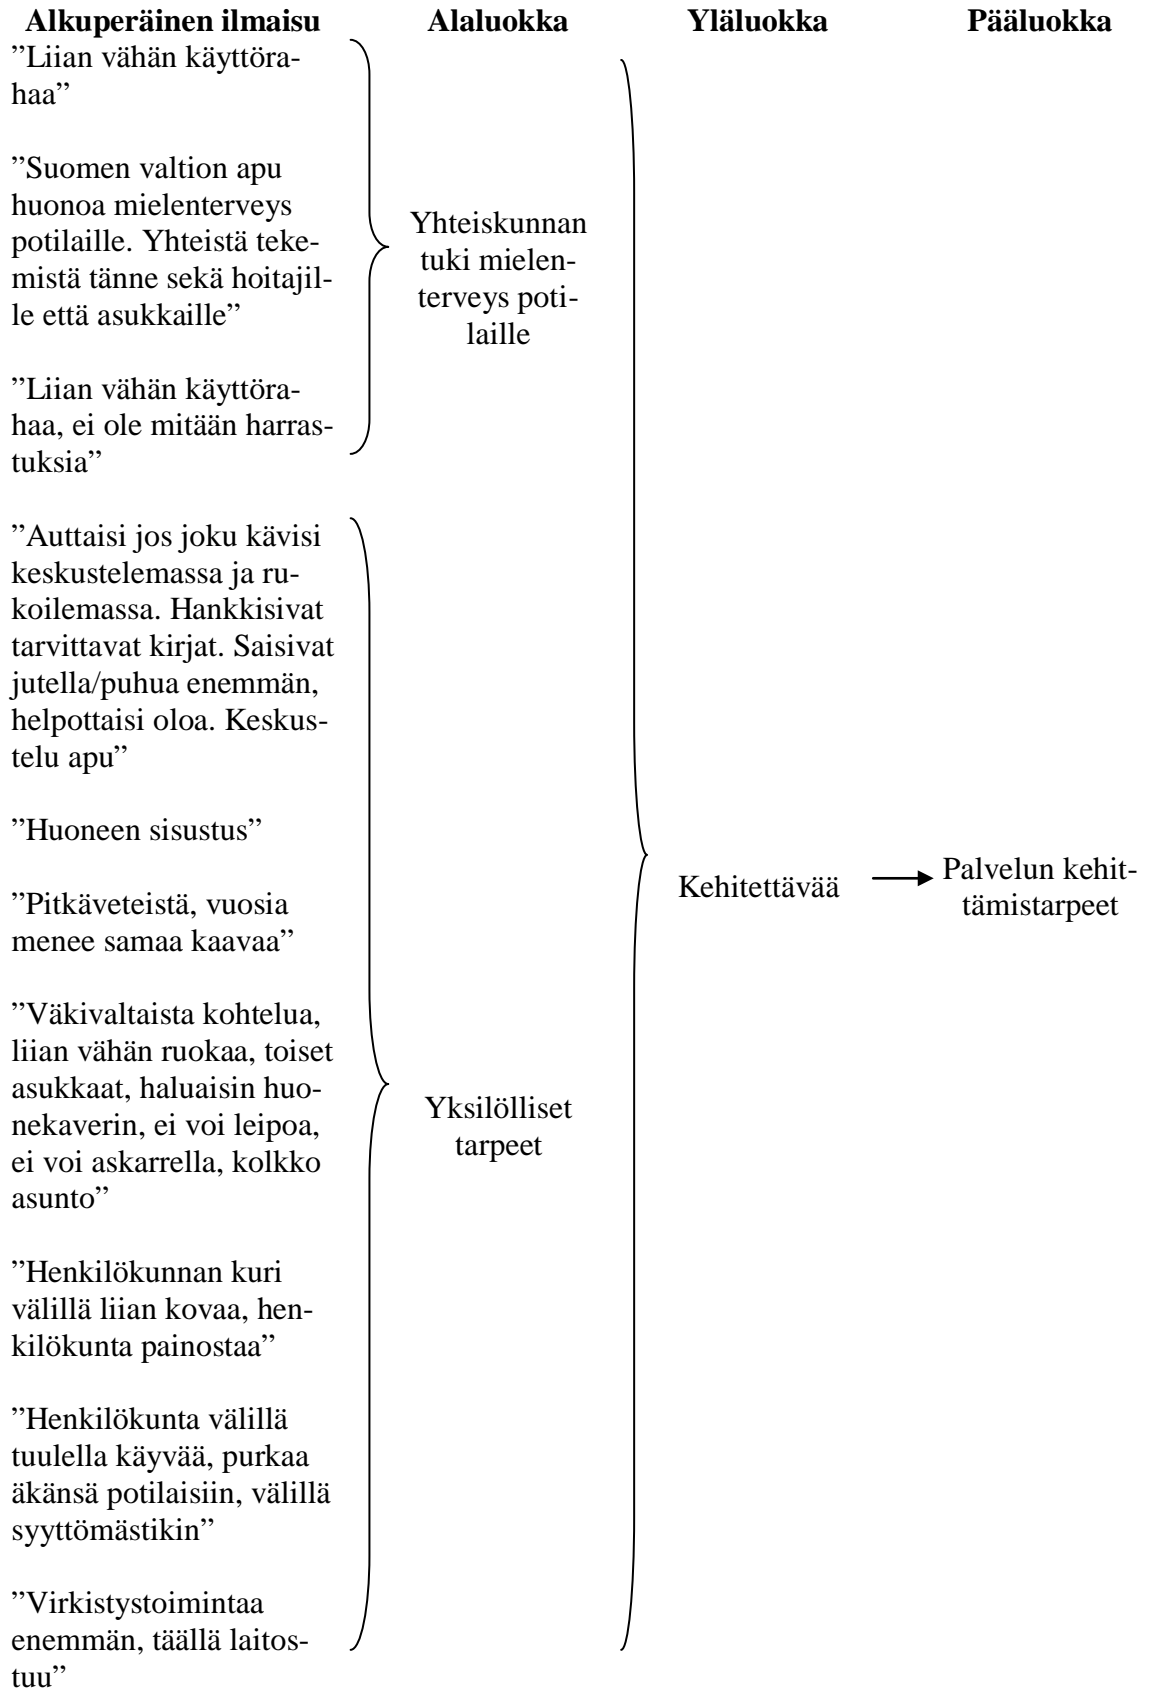 Alkuperäinen ilmaisu Alaluokka Yläluokka Pääluokka
”Liian vähän käyttöra-
haa”
”Suomen valtion apu
huonoa mielenterveys
potilaille. Yhteistä teke-
mistä tänne sekä hoitajil-
le että asukkaille”
”Liian vähän käyttöra-
haa, ei ole mitään harras-
tuksia”
Yhteiskunnan
tuki mielen-
terveys poti-
laille
”Auttaisi jos joku kävisi
keskustelemassa ja ru-
koilemassa. Hankkisivat
tarvittavat kirjat. Saisivat
jutella/puhua enemmän,
helpottaisi oloa. Keskus-
telu apu”
”Huoneen sisustus”
”Pitkäveteistä, vuosia
menee samaa kaavaa”
”Väkivaltaista kohtelua,
liian vähän ruokaa, toiset
asukkaat, haluaisin huo-
nekaverin, ei voi leipoa,
ei voi askarrella, kolkko
asunto”
”Henkilökunnan kuri
välillä liian kovaa, hen-
kilökunta painostaa”
”Henkilökunta välillä
tuulella käyvää, purkaa
äkänsä potilaisiin, välillä
syyttömästikin”
”Virkistystoimintaa
enemmän, täällä laitos-
tuu”
Yksilölliset
tarpeet
Kehitettävää
Palvelun kehit-
tämistarpeet